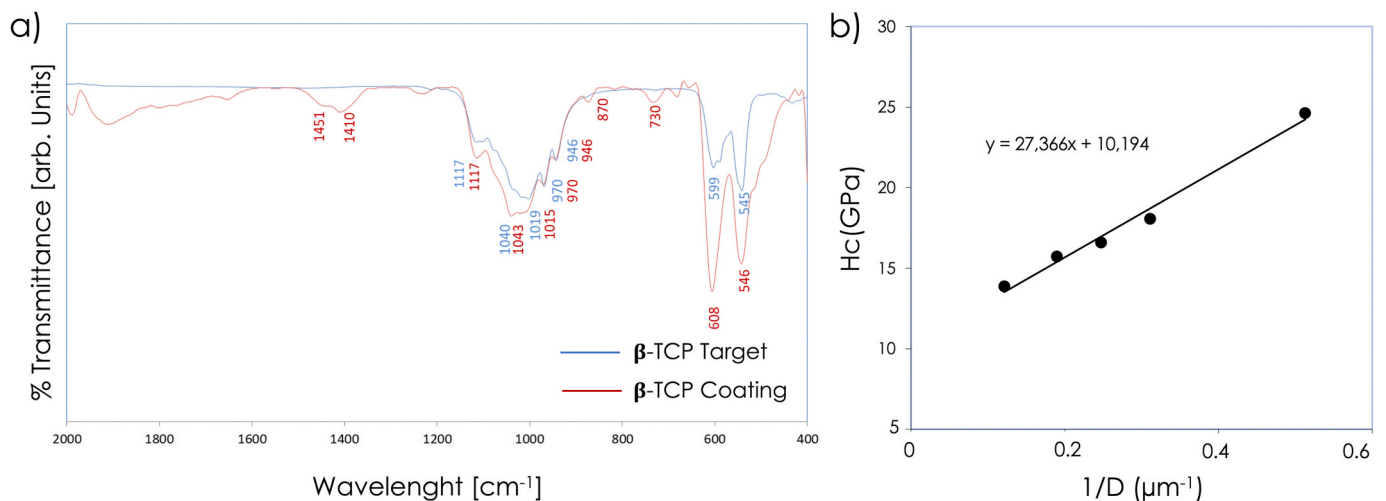 a)
% Transmittance [arb. Units]
1451
1410
1117
1117
1040
1043
1019
1015
970
970
946
946
870
730
599
545
608
546
β-TCP Target
β-TCP Coating
2000 1800 1600 1400 1200 1000 800 600 400
Wavelenght [cm-1]
b)
Hc(GPa)
30
25
20
15
10
5
y = 27,366x + 10,194
0 0.2 0.4 0.6
1/D (µm-1)